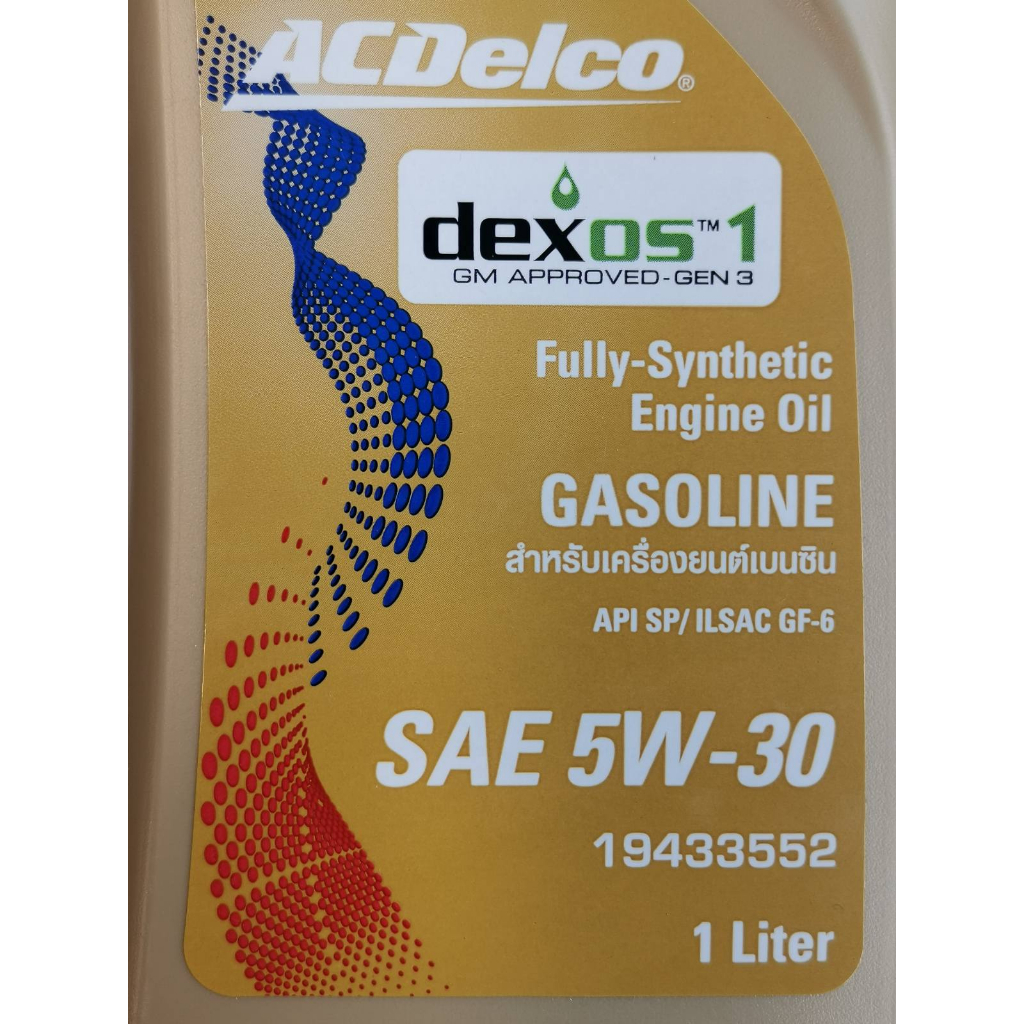 ACDelco®
dexos™1
GM APPROVED-GEN 3
Fully-Synthetic
Engine Oil
GASOLINE
สำหรับเครื่องยนต์เบนซิน
API SP/ ILSAC GF-6
SAE 5W-30
19433552
1 Liter